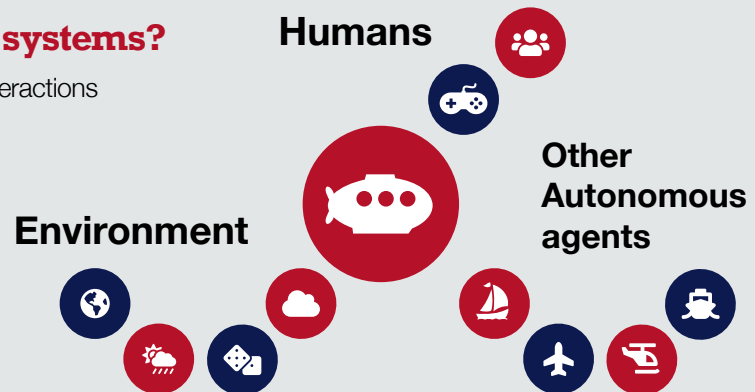 systems?
Humans
eractions
Other
Autonomous
agents
Environment